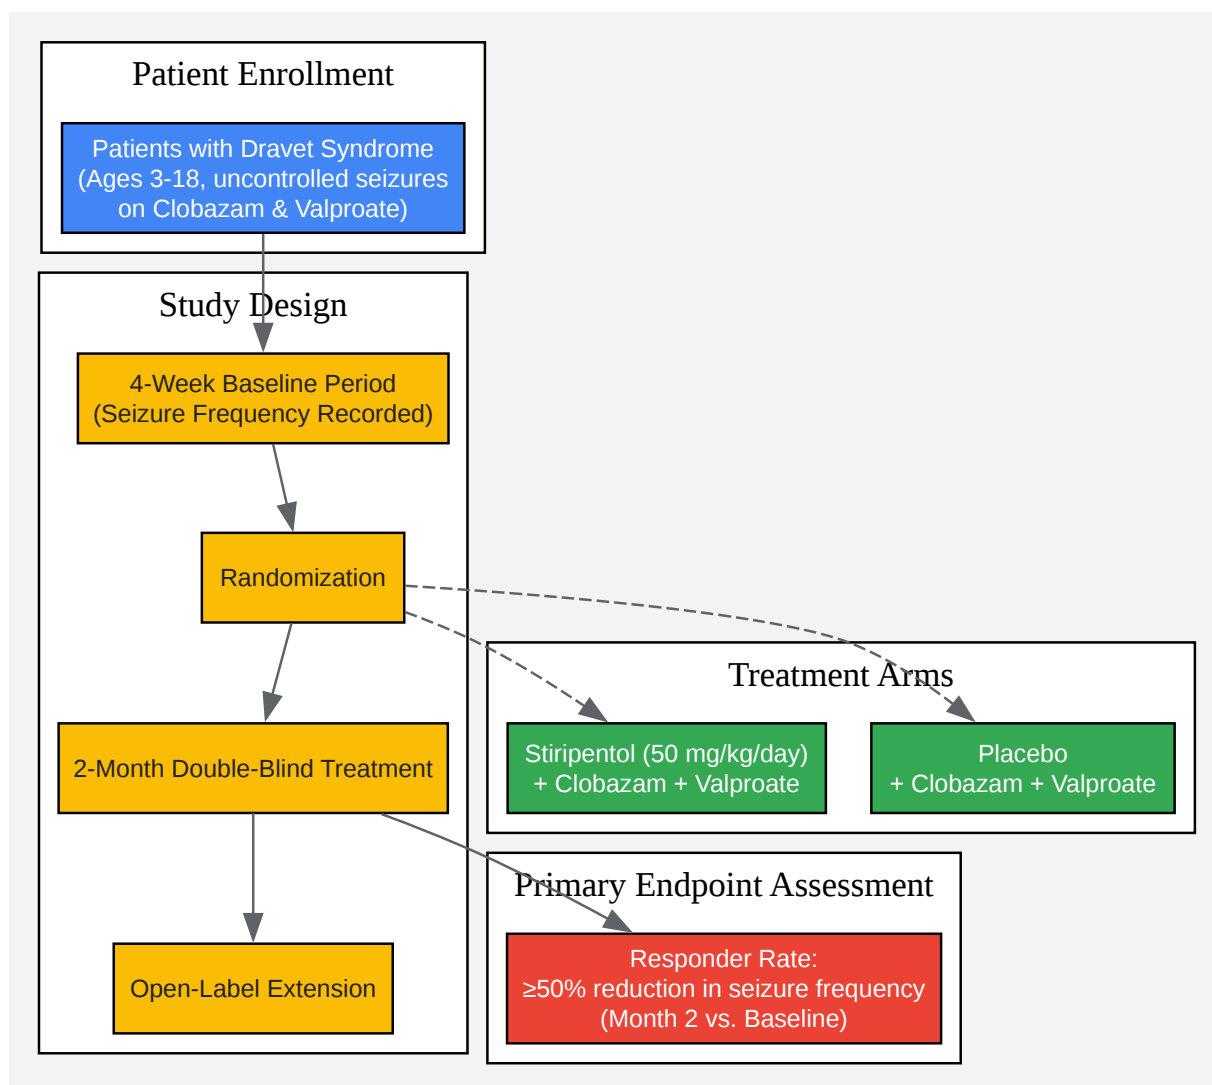 Patient Enrollment
Patients with Dravet Syndrome
(Ages 3-18, uncontrolled seizures
on Clobazam & Valproate)
Study Design
4-Week Baseline Period
(Seizure Frequency Recorded)
Randomization
2-Month Double-Blind Treatment
Open-Label Extension
Treatment Arms
Stiripentol (50 mg/kg/day)
+ Clobazam + Valproate
Placebo
+ Clobazam + Valproate
Primary Endpoint Assessment
Responder Rate:
≥50% reduction in seizure frequency
(Month 2 vs. Baseline)